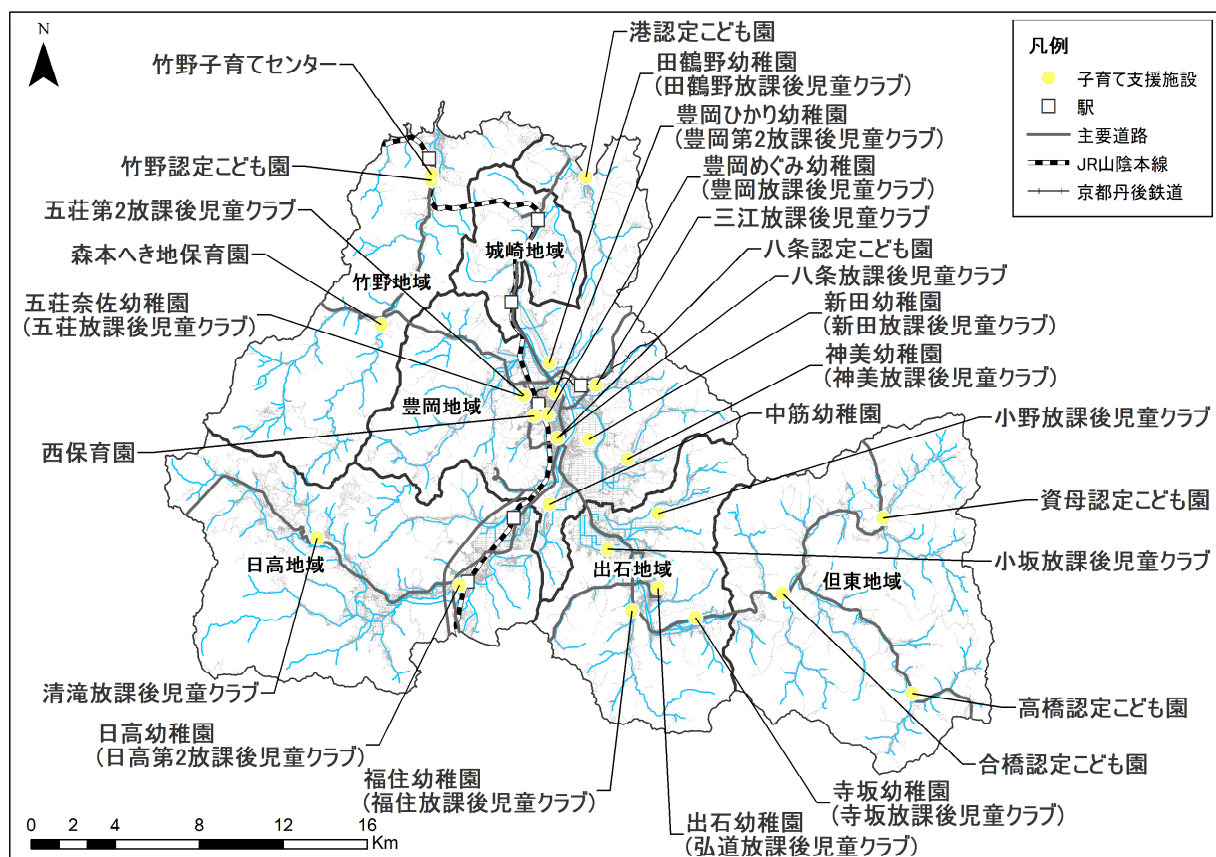 N
港認定こども園
田鶴野幼稚園
(田鶴野放課後児童クラブ)
竹野子育てセンター
豊岡ひかり幼稚園
(豊岡第2放課後児童クラブ)
竹野認定こども園
豊岡めぐみ幼稚園
(豊岡放課後児童クラブ)
五荘第2放課後児童クラブ
三江放課後児童クラブ
森本へき地保育園
八条認定こども園
八条放課後児童クラブ
五荘奈佐幼稚園
(五荘放課後児童クラブ)
新田幼稚園
(新田放課後児童クラブ)
神美幼稚園
(神美放課後児童クラブ)
中筋幼稚園
小野放課後児童クラブ
西保育園
資母認定こども園
小坂放課後児童クラブ
清滝放課後児童クラブ
高橋認定こども園
日高幼稚園
(日高第2放課後児童クラブ)
合橋認定こども園
福住幼稚園
(福住放課後児童クラブ)
寺坂幼稚園
(寺坂放課後児童クラブ)
出石幼稚園
(弘道放課後児童クラブ)
城崎地域
竹野地域
豊岡地域
日高地域
出石地域
但東地域
凡例
子育て支援施設
駅
主要道路
JR山陰本線
京都丹後鉄道
0 2 4 8 12 16
Km